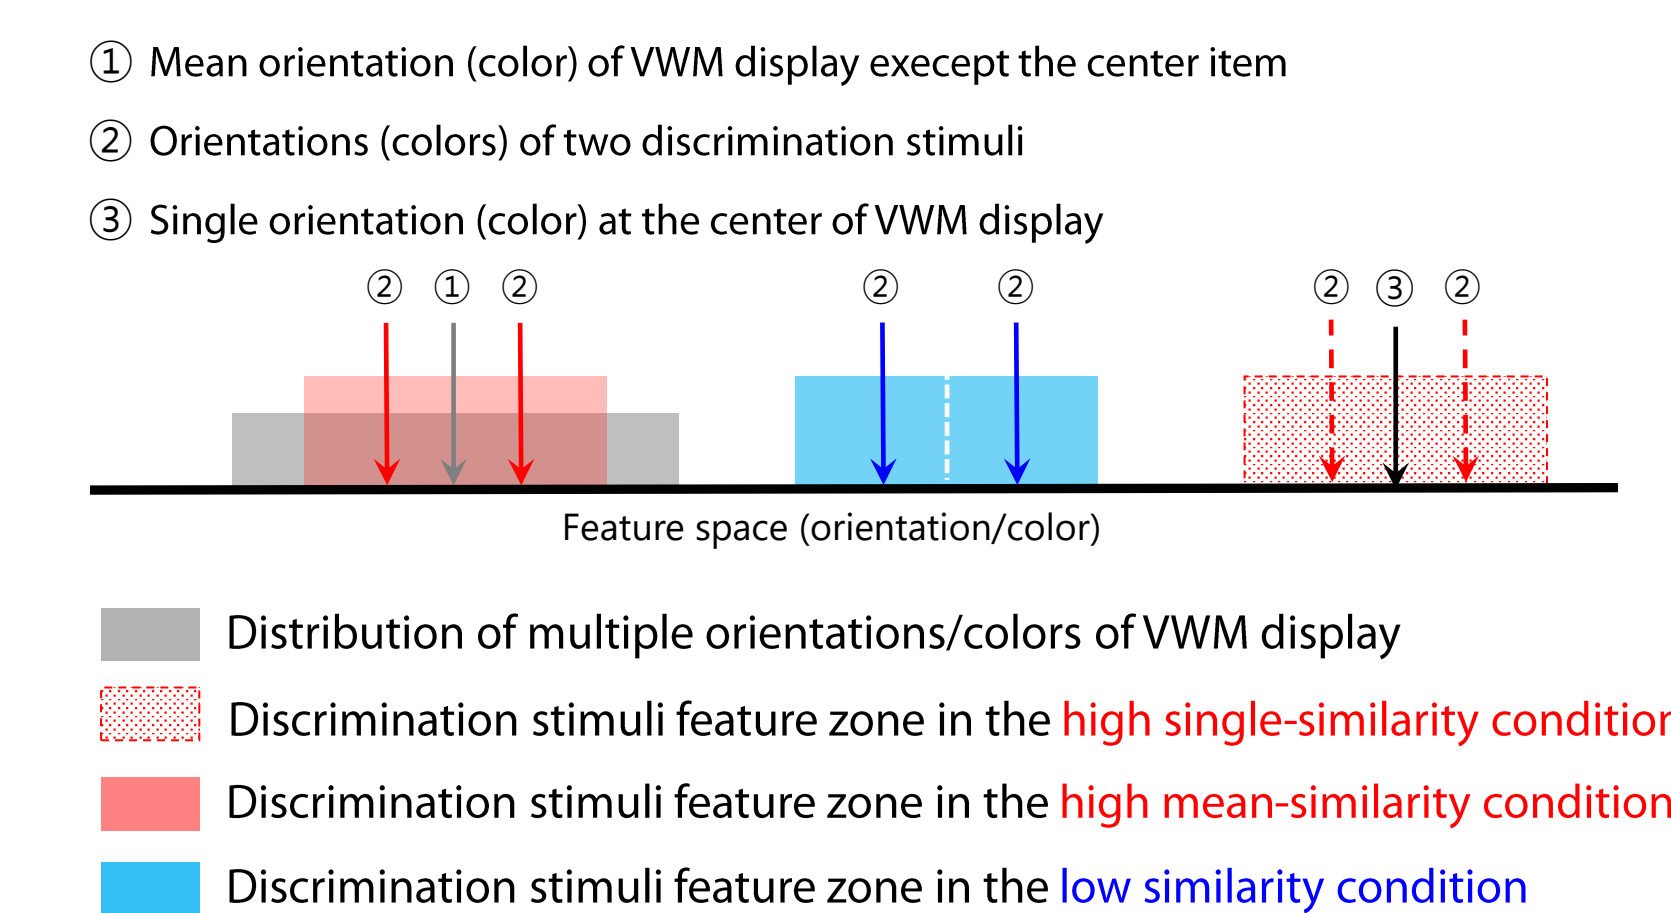 ① Mean orientation (color) of VWM display execept the center item
② Orientations (colors) of two discrimination stimuli
③ Single orientation (color) at the center of VWM display
② ① ② ② ② ② ③ ②
Feature space (orientation/color)
Distribution of multiple orientations/colors of VWM display
Discrimination stimuli feature zone in the high single-similarity condition
Discrimination stimuli feature zone in the high mean-similarity condition
Discrimination stimuli feature zone in the low similarity condition